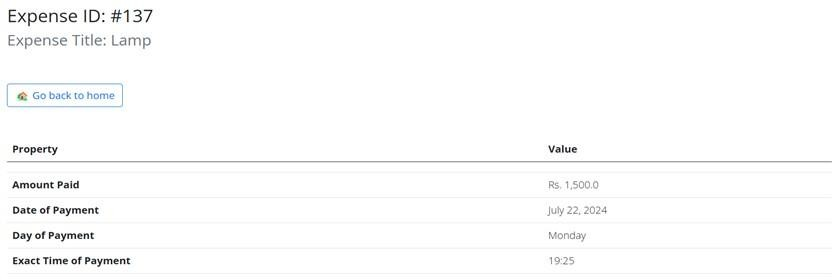 Expense ID: #137
Expense Title: Lamp
Go back to home
Property Value
Amount Paid Rs. 1,500.0
Date of Payment July 22, 2024
Day of Payment Monday
Exact Time of Payment 19:25